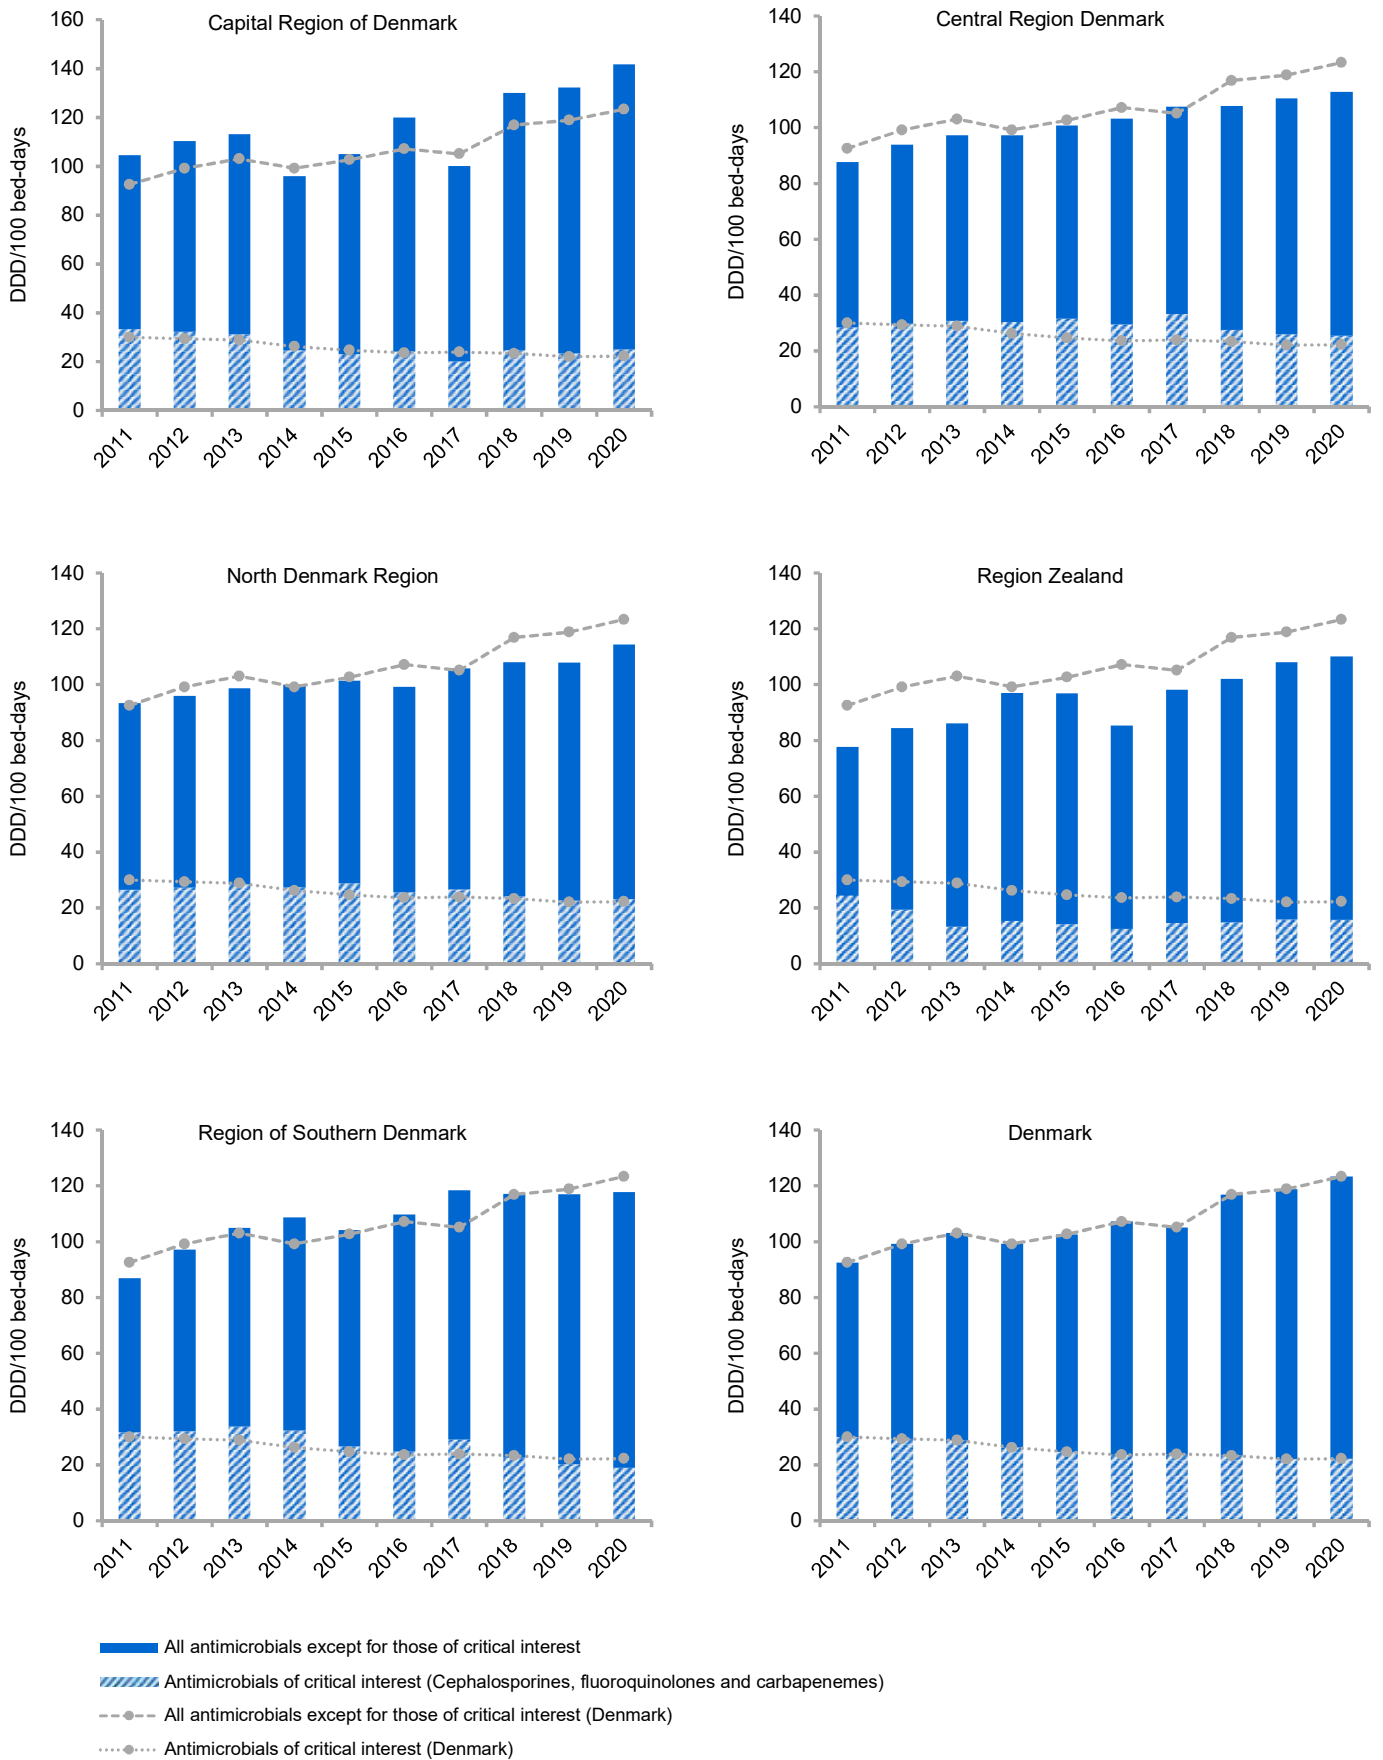 Capital Region of Denmark
DDD/100 bed-days
160
140
120
100
80
60
40
20
0
2011 2012 2013 2014 2015 2016 2017 2018 2019 2020
Central Region Denmark
DDD/100 bed-days
140
120
100
80
60
40
20
0
2011 2012 2013 2014 2015 2016 2017 2018 2019 2020
North Denmark Region
DDD/100 bed-days
140
120
100
80
60
40
20
0
2011 2012 2013 2014 2015 2016 2017 2018 2019 2020
Region Zealand
DDD/100 bed-days
140
120
100
80
60
40
20
0
2011 2012 2013 2014 2015 2016 2017 2018 2019 2020
Region of Southern Denmark
DDD/100 bed-days
140
120
100
80
60
40
20
0
2011 2012 2013 2014 2015 2016 2017 2018 2019 2020
Denmark
DDD/100 bed-days
140
120
100
80
60
40
20
0
2011 2012 2013 2014 2015 2016 2017 2018 2019 2020
All antimicrobials except for those of critical interest
Antimicrobials of critical interest (Cephalosporines, fluoroquinolones and carbapenemes)
All antimicrobials except for those of critical interest (Denmark)
Antimicrobials of critical interest (Denmark)